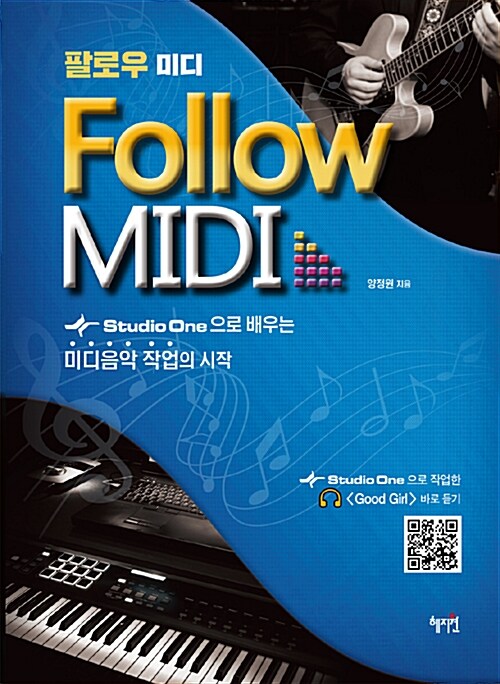 팔로우 미디
Follow
MIDI
양정원 지음
Studio One으로 배우는
미디음악 작업의 시작
Studio One으로 작업한
<Good Girl> 바로 듣기
혜지원